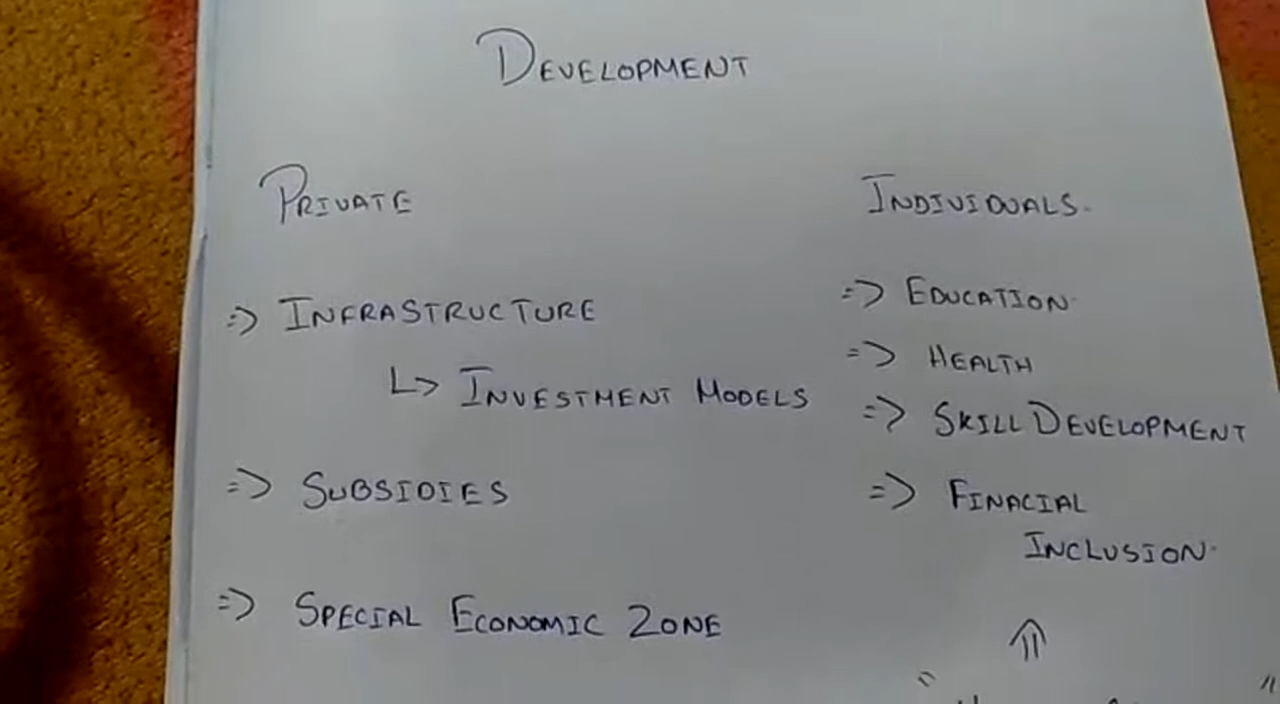 DEVELOPMENT
PRIVATE
=> INFRASTRUCTURE
↳ INVESTMENT MODELS
=> SUBSIDIES
=> SPECIAL ECONOMIC ZONE
INDIVIDUALS.
=> EDUCATION
=> HEALTH
=> SKILL DEVELOPMENT
=> FINACIAL
INCLUSION.